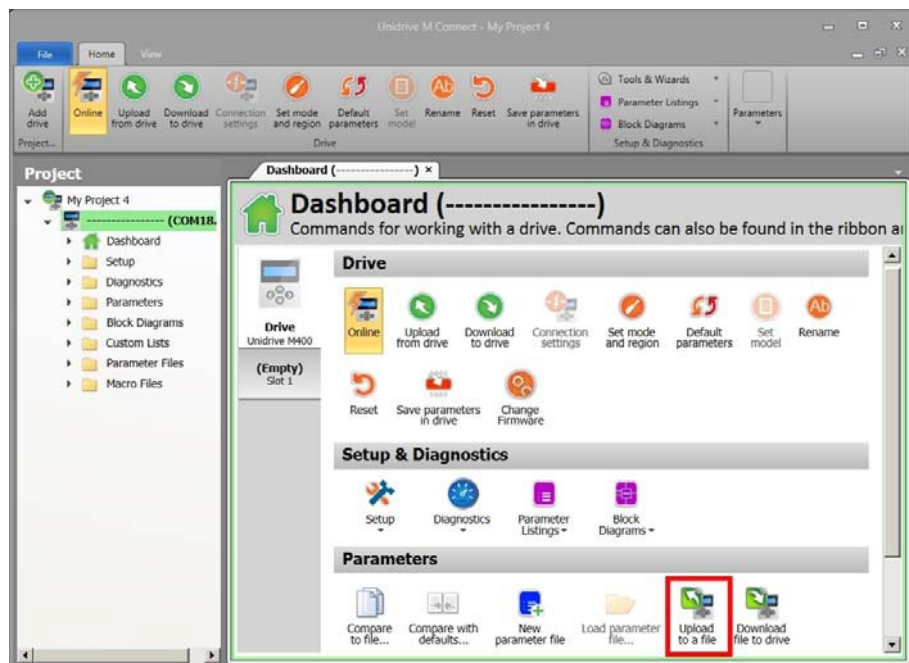 Unidrive M Connect - My Project 4
File Home View
Add drive
Online
Upload from drive
Download to drive
Connection settings
Set mode and region
Default parameters
Set model
Rename
Reset
Save parameters in drive
Tools & Wizards
Parameter Listings
Block Diagrams
Parameters
Project...
Drive
Setup & Diagnostics
Project
My Project 4
---------------- (COM18.
Dashboard
Setup
Diagnostics
Parameters
Block Diagrams
Custom Lists
Parameter Files
Macro Files
Dashboard (----------------) ×
Dashboard (----------------)
Commands for working with a drive. Commands can also be found in the ribbon a
Drive
Unidrive M400
(Empty)
Slot 1
Drive
Online
Upload from drive
Download to drive
Connection settings
Set mode and region
Default parameters
Set model
Rename
Reset
Save parameters in drive
Change Firmware
Setup & Diagnostics
Setup
Diagnostics
Parameter Listings
Block Diagrams
Parameters
Compare to file...
Compare with defaults...
New parameter file
Load parameter file...
Upload to a file
Download file to drive